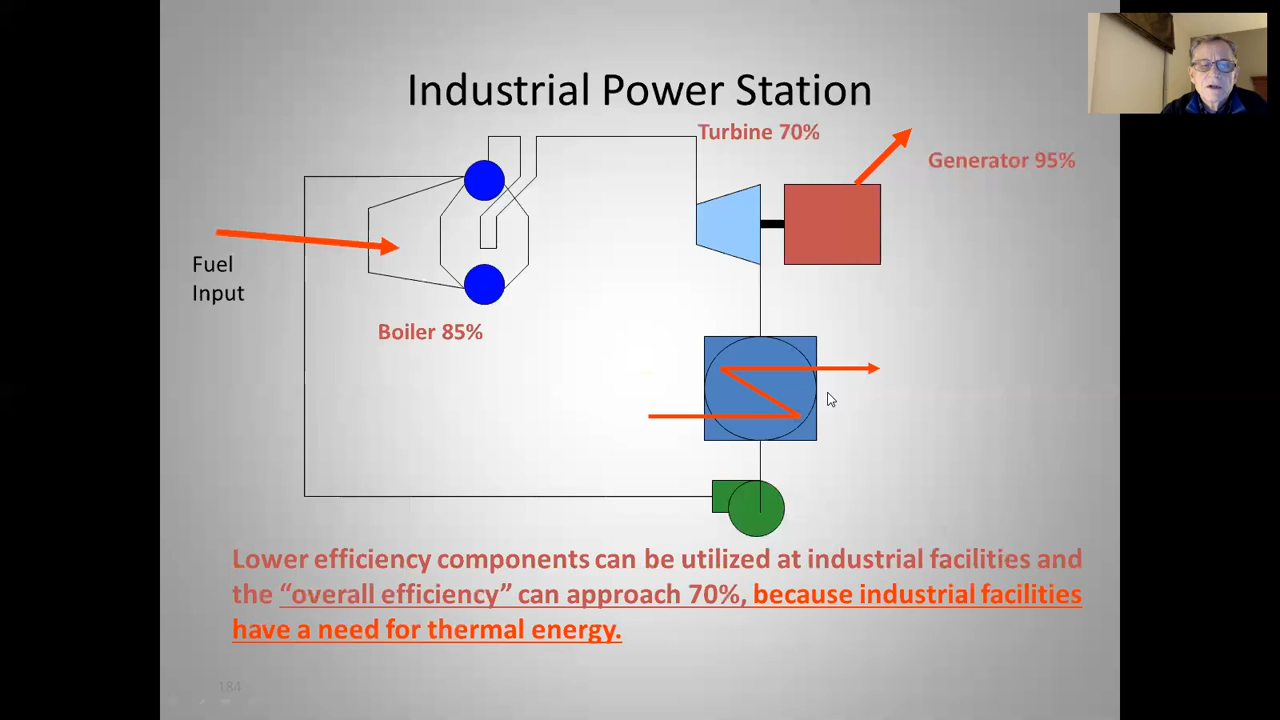 Industrial Power Station
Turbine 70%
Generator 95%
Fuel
Input
Boiler 85%
Lower efficiency components can be utilized at industrial facilities and
the “overall efficiency” can approach 70%, because industrial facilities
have a need for thermal energy.
184